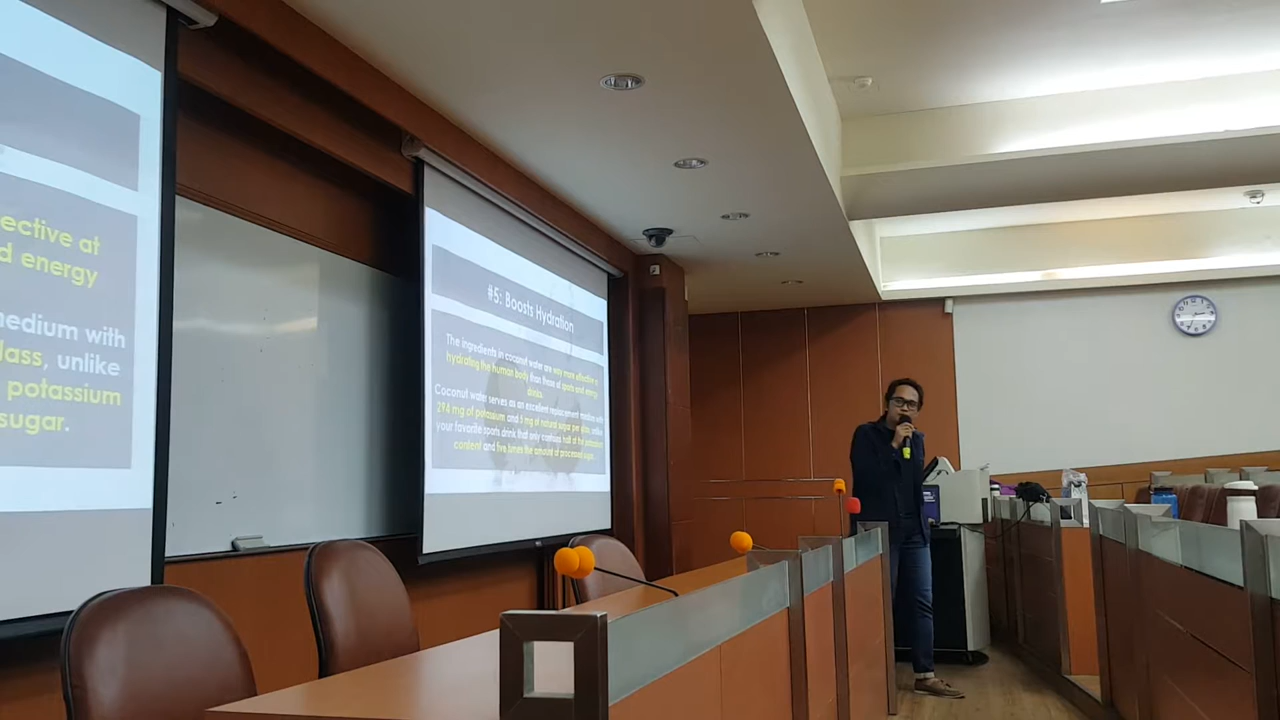 ective at
d energy
nedium with
lass, unlike
potassium
sugar.
#5: Boosts Hydration
The ingredients in coconut water are way more effective at
hydrating the human body than those of sports and energy
drinks.
Coconut water serves as an excellent replacement medium with
294 mg of potassium and 5 mg of natural sugar per glass, unlike
your favorite sports drink that only contains half of the potassium
content and five times the amount of processed sugar.